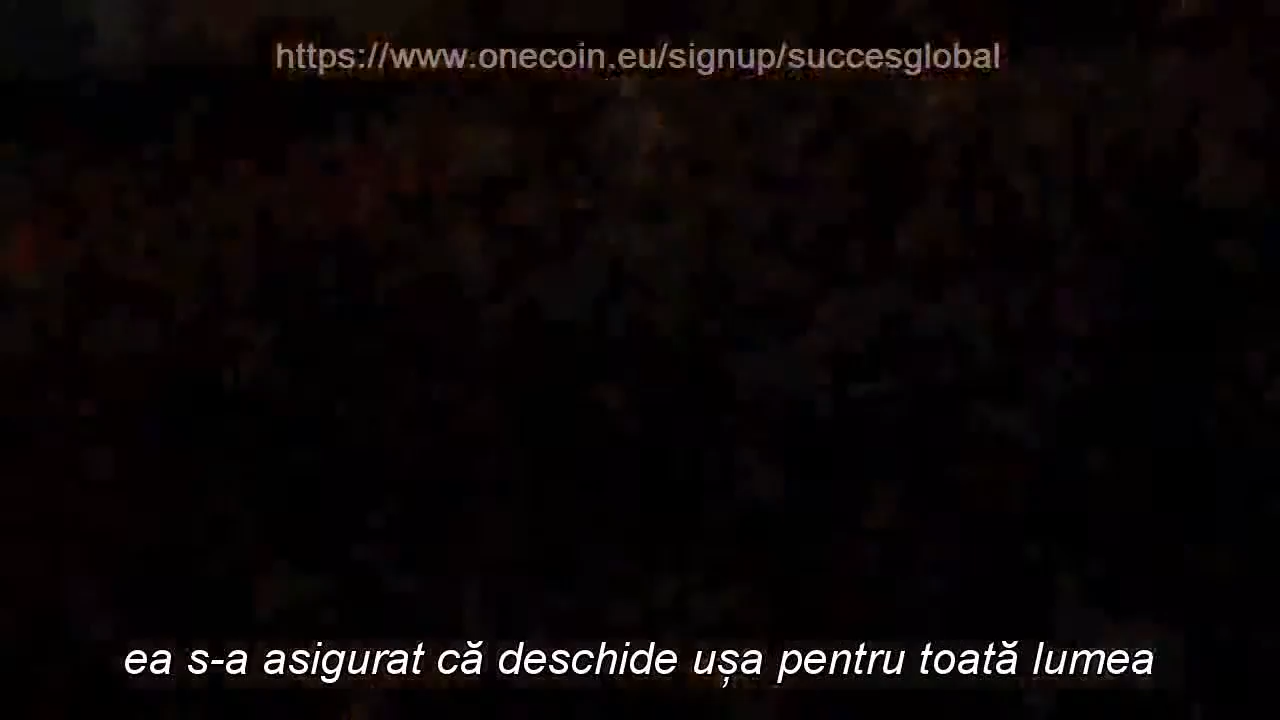 https://www.onecoin.eu/signup/succesglobal
ea s-a asigurat că deschide ușa pentru toată lumea